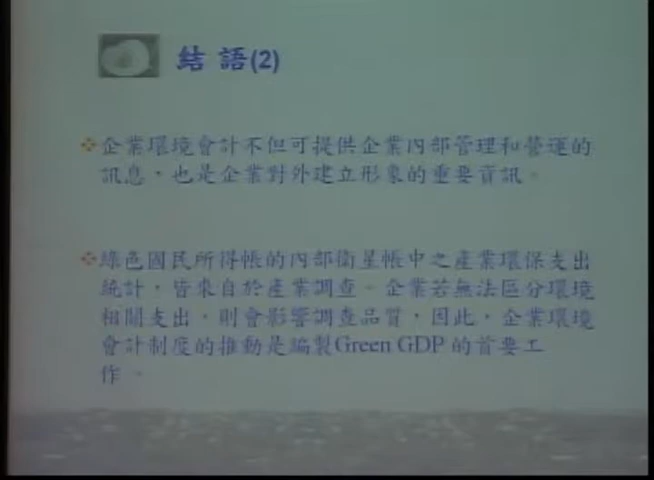 結 語(2)
企業環境會計不但可提供企業內部管理和營運的
訊息，也是企業對外建立形象的重要資訊。
綠色國民所得帳的內部衛星帳中之產業環保支出
統計，皆來自於產業調查。企業若無法區分環境
相關支出，則會影響調查品質，因此，企業環境
會計制度的推動是編製Green GDP 的首要工
作。